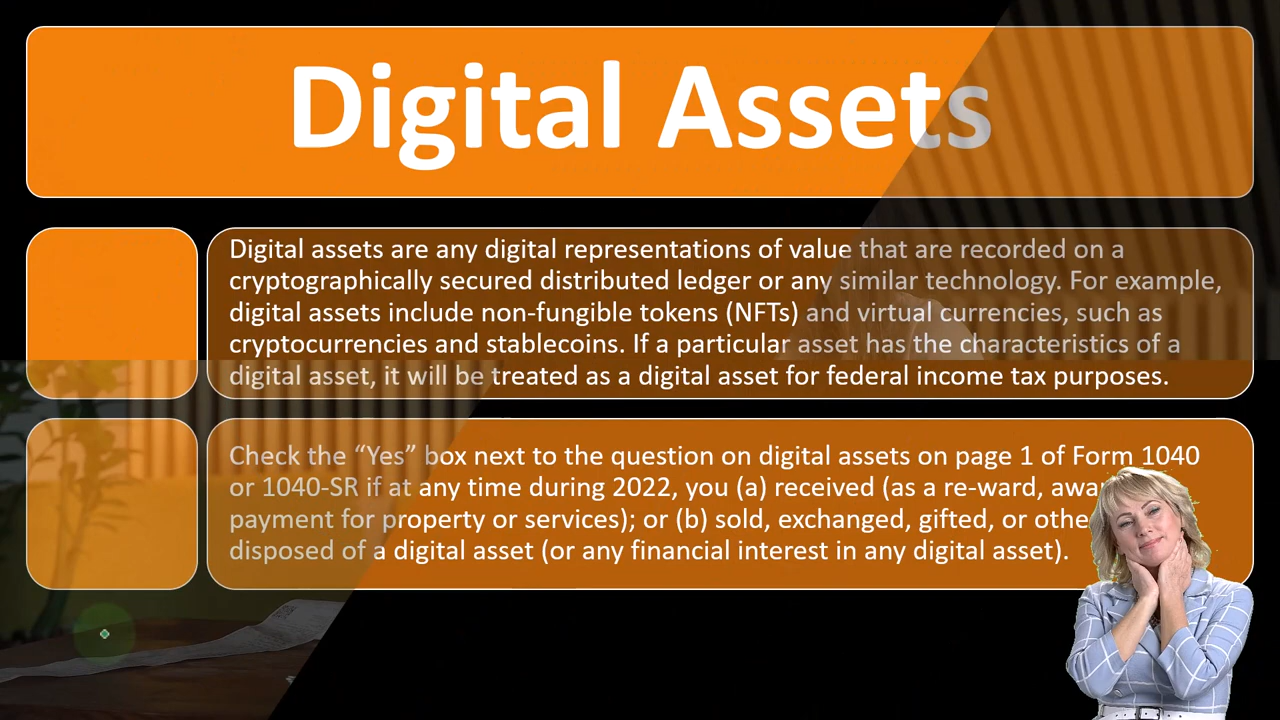 Digital Assets
Digital assets are any digital representations of value that are recorded on a
cryptographically secured distributed ledger or any similar technology. For example,
digital assets include non-fungible tokens (NFTs) and virtual currencies, such as
cryptocurrencies and stablecoins. If a particular asset has the characteristics of a
digital asset, it will be treated as a digital asset for federal income tax purposes.
Check the “Yes” box next to the question on digital assets on page 1 of Form 1040
or 1040-SR if at any time during 2022, you (a) received (as a re-ward,
payment for property or services); or (b) sold, exchanged, gifted, or
disposed of a digital asset (or any financial interest in any digital asset).